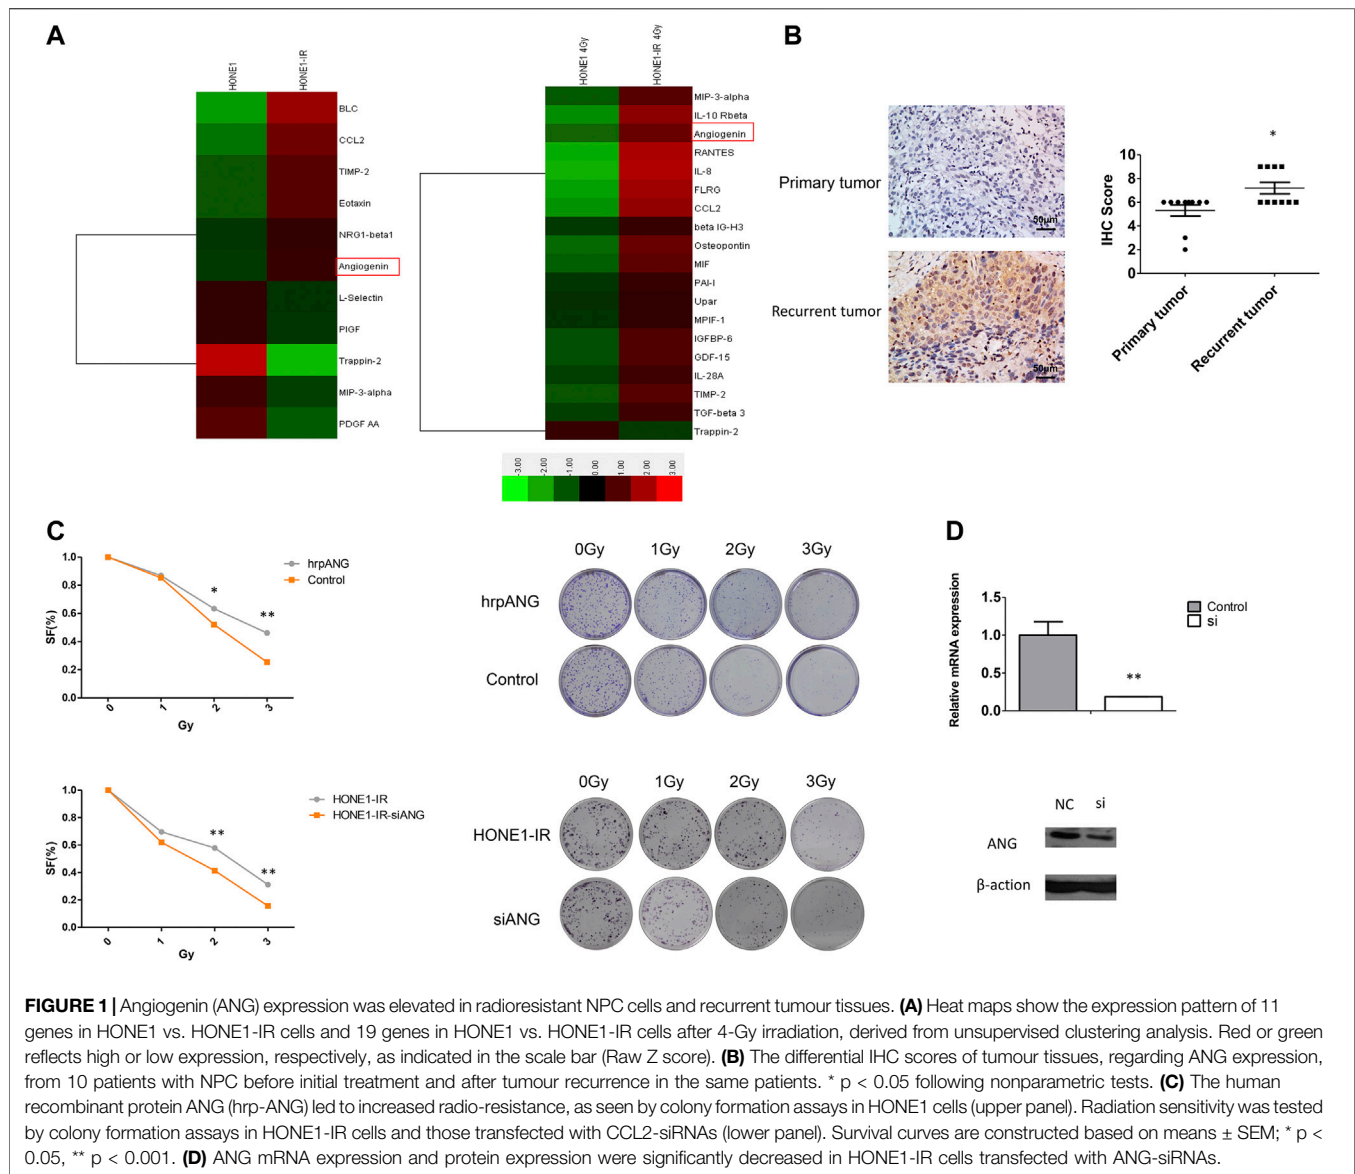 A
HONE1
HONE1-IR
BLC
CCL2
TIMP-2
Eotaxin
NRG1-beta1
Angiogenin
L-Selectin
PIGF
Trappin-2
MIP-3-alpha
PDGF AA
HONE1 4Gy
HONE1-IR 4Gy
MIP-3-alpha
IL-10 Rbeta
Angiogenin
RANTES
IL-8
FLRG
CCL2
beta IG-H3
Osteopontin
MIF
PAI-I
Upar
MPIF-1
IGFBP-6
GDF-15
IL-28A
TIMP-2
TGF-beta 3
Trappin-2
-3.00
-2.00
-1.00
0.00
1.00
2.00
3.00
B
Primary tumor
50μm
Recurrent tumor
50μm
*
10
8
6
4
2
0
IHC Score
Primary tumor
Recurrent tumor
C
1.0
0.8
0.6
0.4
0.2
0.0
SF(%)
hrpANG
Control
*
**
0
1
2
3
Gy
0Gy 1Gy 2Gy 3Gy
hrpANG
Control
1.0
0.8
0.6
0.4
0.2
0.0
SF(%)
HONE1-IR
HONE1-IR-siANG
**
**
0
1
2
3
Gy
0Gy 1Gy 2Gy 3Gy
HONE1-IR
siANG
D
1.5
1.0
0.5
0.0
Relative mRNA expression
Control
si
**
NC si
ANG
β-action
FIGURE 1 | Angiogenin (ANG) expression was elevated in radioresistant NPC cells and recurrent tumour tissues. (A) Heat maps show the expression pattern of 11
genes in HONE1 vs. HONE1-IR cells and 19 genes in HONE1 vs. HONE1-IR cells after 4-Gy irradiation, derived from unsupervised clustering analysis. Red or green
reflects high or low expression, respectively, as indicated in the scale bar (Raw Z score). (B) The differential IHC scores of tumour tissues, regarding ANG expression,
from 10 patients with NPC before initial treatment and after tumour recurrence in the same patients. * p < 0.05 following nonparametric tests. (C) The human
recombinant protein ANG (hrp-ANG) led to increased radio-resistance, as seen by colony formation assays in HONE1 cells (upper panel). Radiation sensitivity was tested
by colony formation assays in HONE1-IR cells and those transfected with CCL2-siRNAs (lower panel). Survival curves are constructed based on means ± SEM; * p <
0.05, ** p < 0.001. (D) ANG mRNA expression and protein expression were significantly decreased in HONE1-IR cells transfected with ANG-siRNAs.